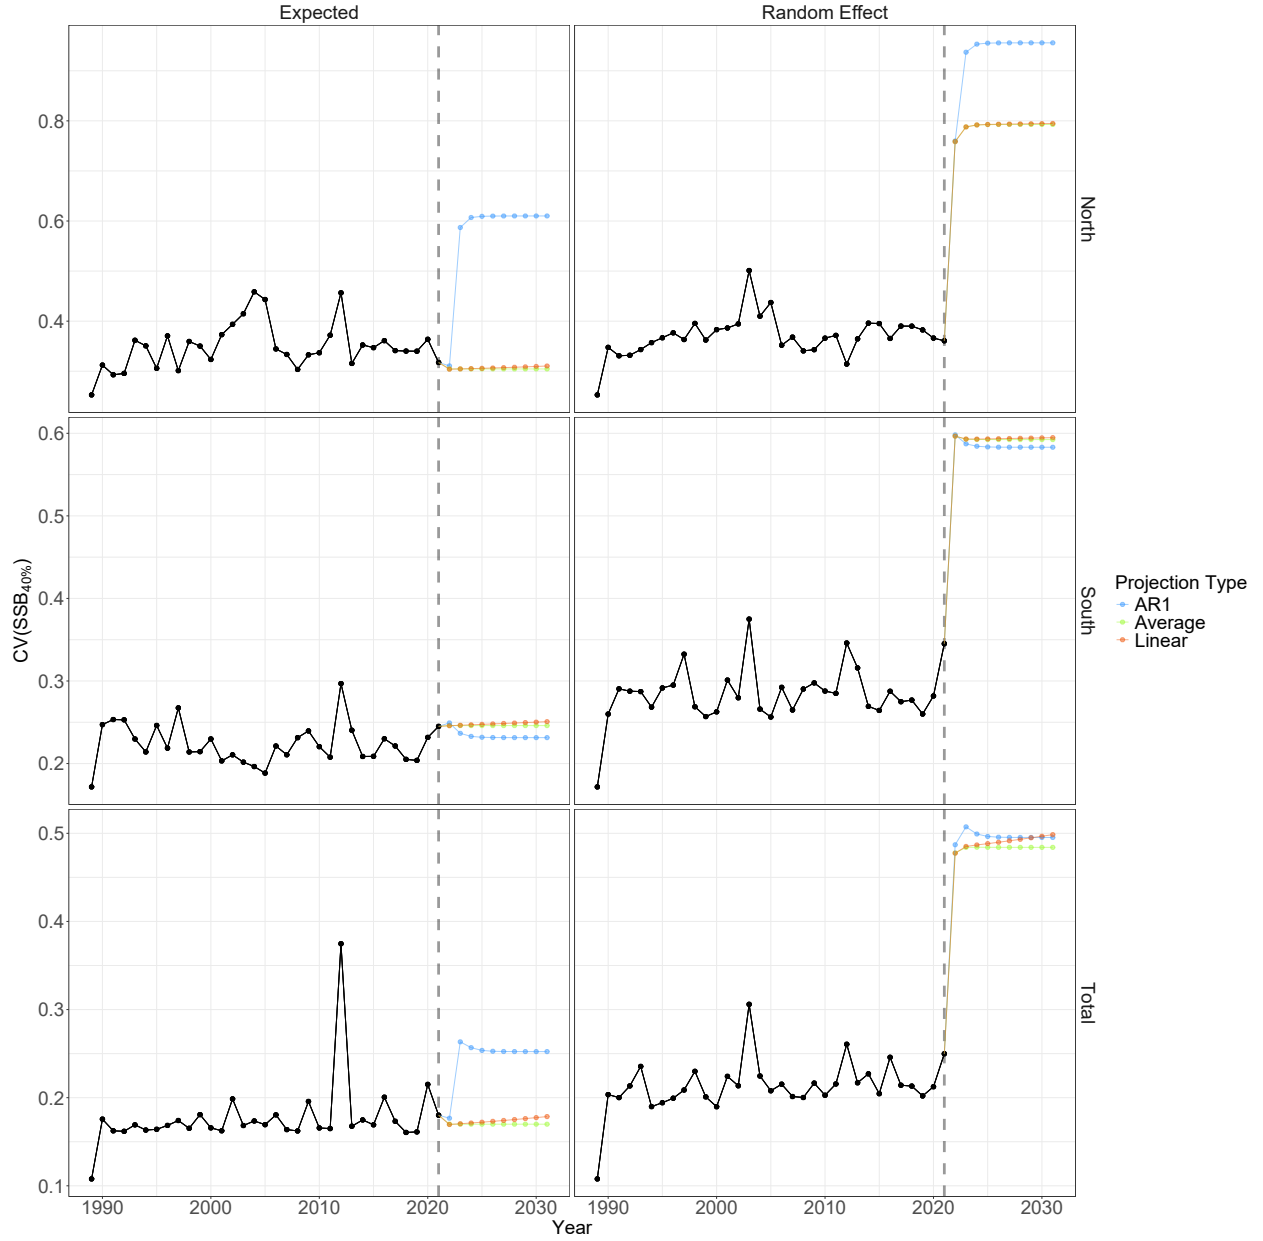 Expected
Random Effect
0.8
0.6
0.4
North
0.6
0.5
0.4
0.3
0.2
South
0.5
0.4
0.3
0.2
0.1
Total
CV(SSB40%)
1990 2000 2010 2020 2030
1990 2000 2010 2020 2030
Year
Projection Type
AR1
Average
Linear